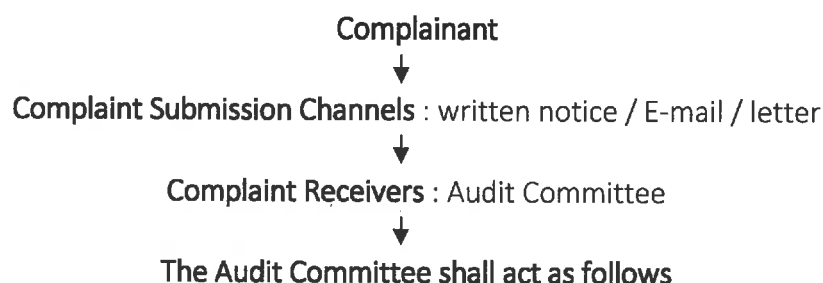 Complainant
Complaint Submission Channels : written notice / E-mail / letter
Complaint Receivers : Audit Committee
The Audit Committee shall act as follows